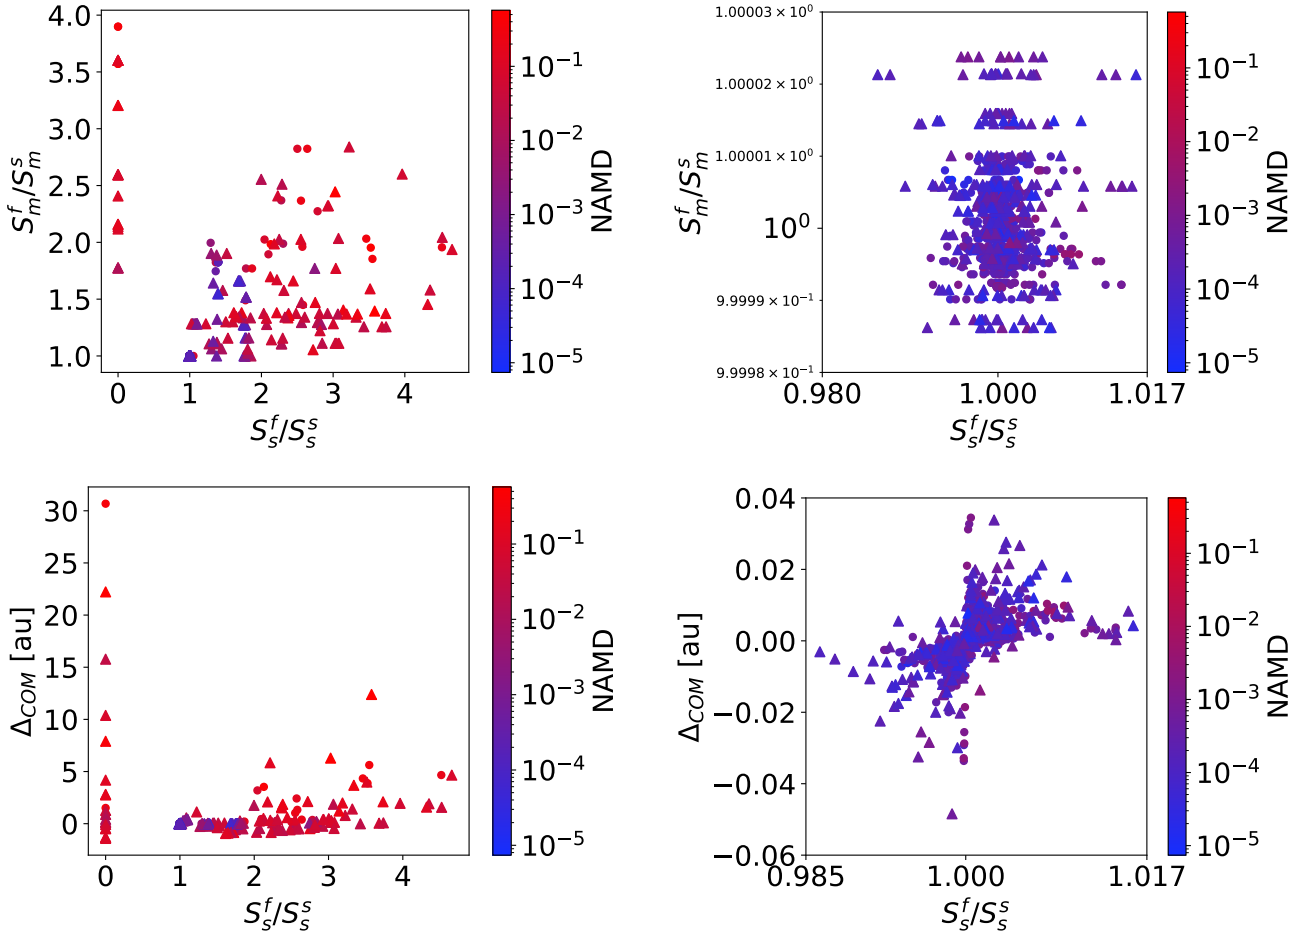 4.0
3.5
3.0
2.5
2.0
1.5
1.0
0 1 2 3 4
S_m^f/S_m^s
S_s^f/S_s^s
10^{-1}
10^{-2}
10^{-3}
10^{-4}
10^{-5}
NAMD
1.00003 × 10^0
1.00002 × 10^0
1.00001 × 10^0
10^0
9.9999 × 10^{-1}
9.9998 × 10^{-1}
0.980 1.000 1.017
S_m^f/S_m^s
S_s^f/S_s^s
10^{-1}
10^{-2}
10^{-3}
10^{-4}
10^{-5}
NAMD
30
25
20
15
10
5
0
0 1 2 3 4
Δ_{COM} [au]
S_s^f/S_s^s
10^{-1}
10^{-2}
10^{-3}
10^{-4}
10^{-5}
NAMD
0.04
0.02
0.00
−0.02
−0.04
−0.06
0.985 1.000 1.017
Δ_{COM} [au]
S_s^f/S_s^s
10^{-1}
10^{-2}
10^{-3}
10^{-4}
10^{-5}
NAMD